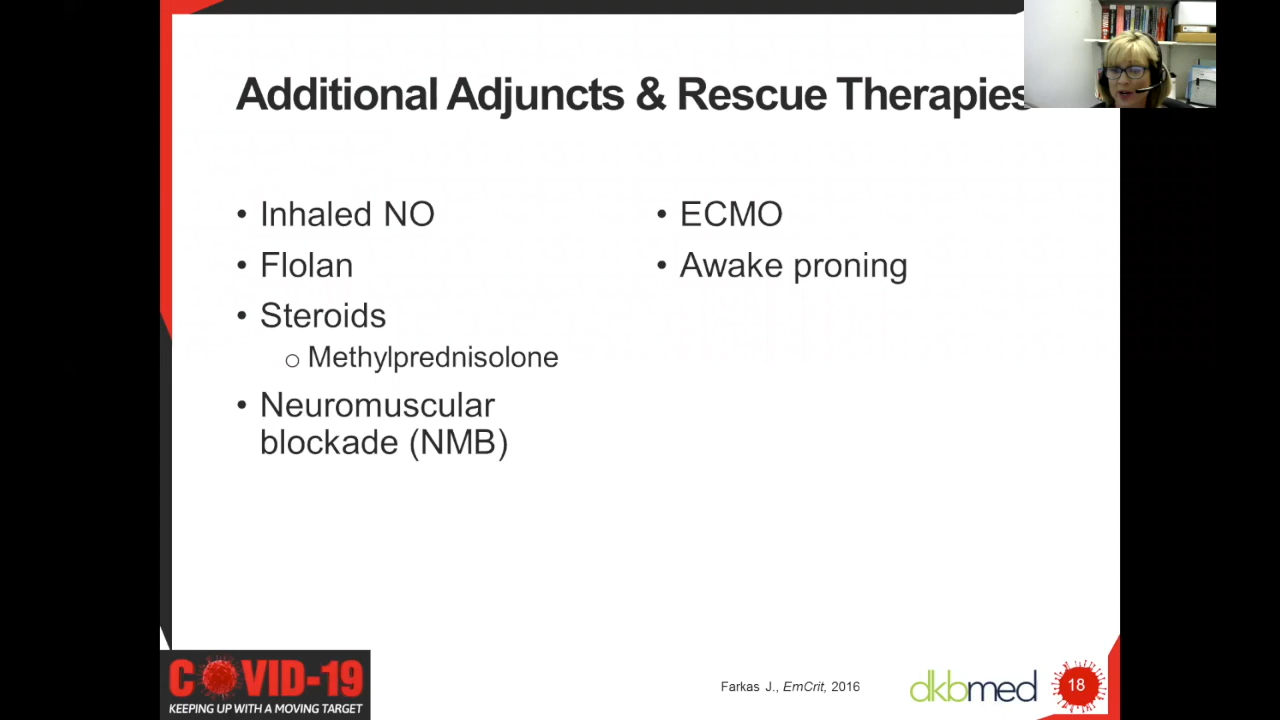 Additional Adjuncts & Rescue Therapies
• Inhaled NO
• Flolan
• Steroids
o Methylprednisolone
• Neuromuscular
blockade (NMB)
• ECMO
• Awake proning
COVID-19
KEEPING UP WITH A MOVING TARGET
Farkas J., EmCrit, 2016
dkbmed
18